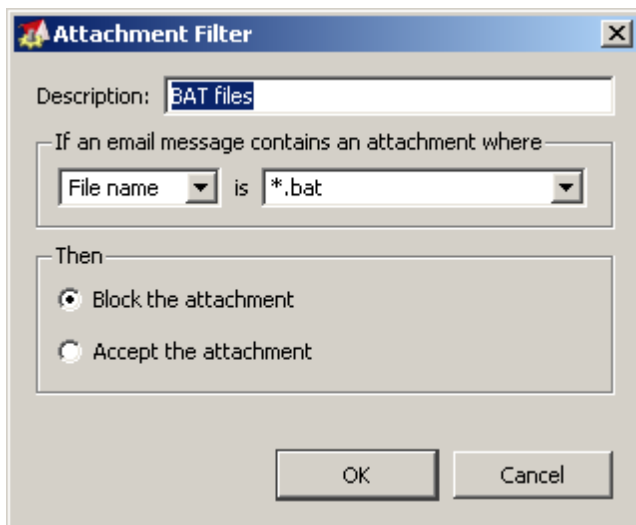 Attachment Filter
Description: BAT files
If an email message contains an attachment where
File name is *.bat
Then
Block the attachment
Accept the attachment
OK Cancel